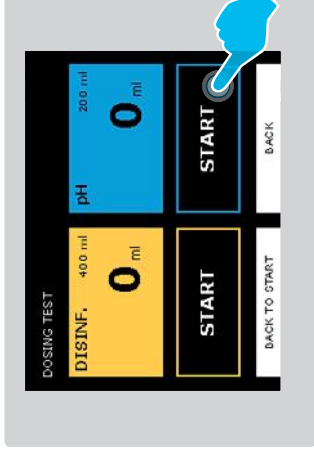 DOSING TEST
DISINF. 400 ml
0 ml
pH 200 ml
0 ml
START
START
BACK TO START
BACK